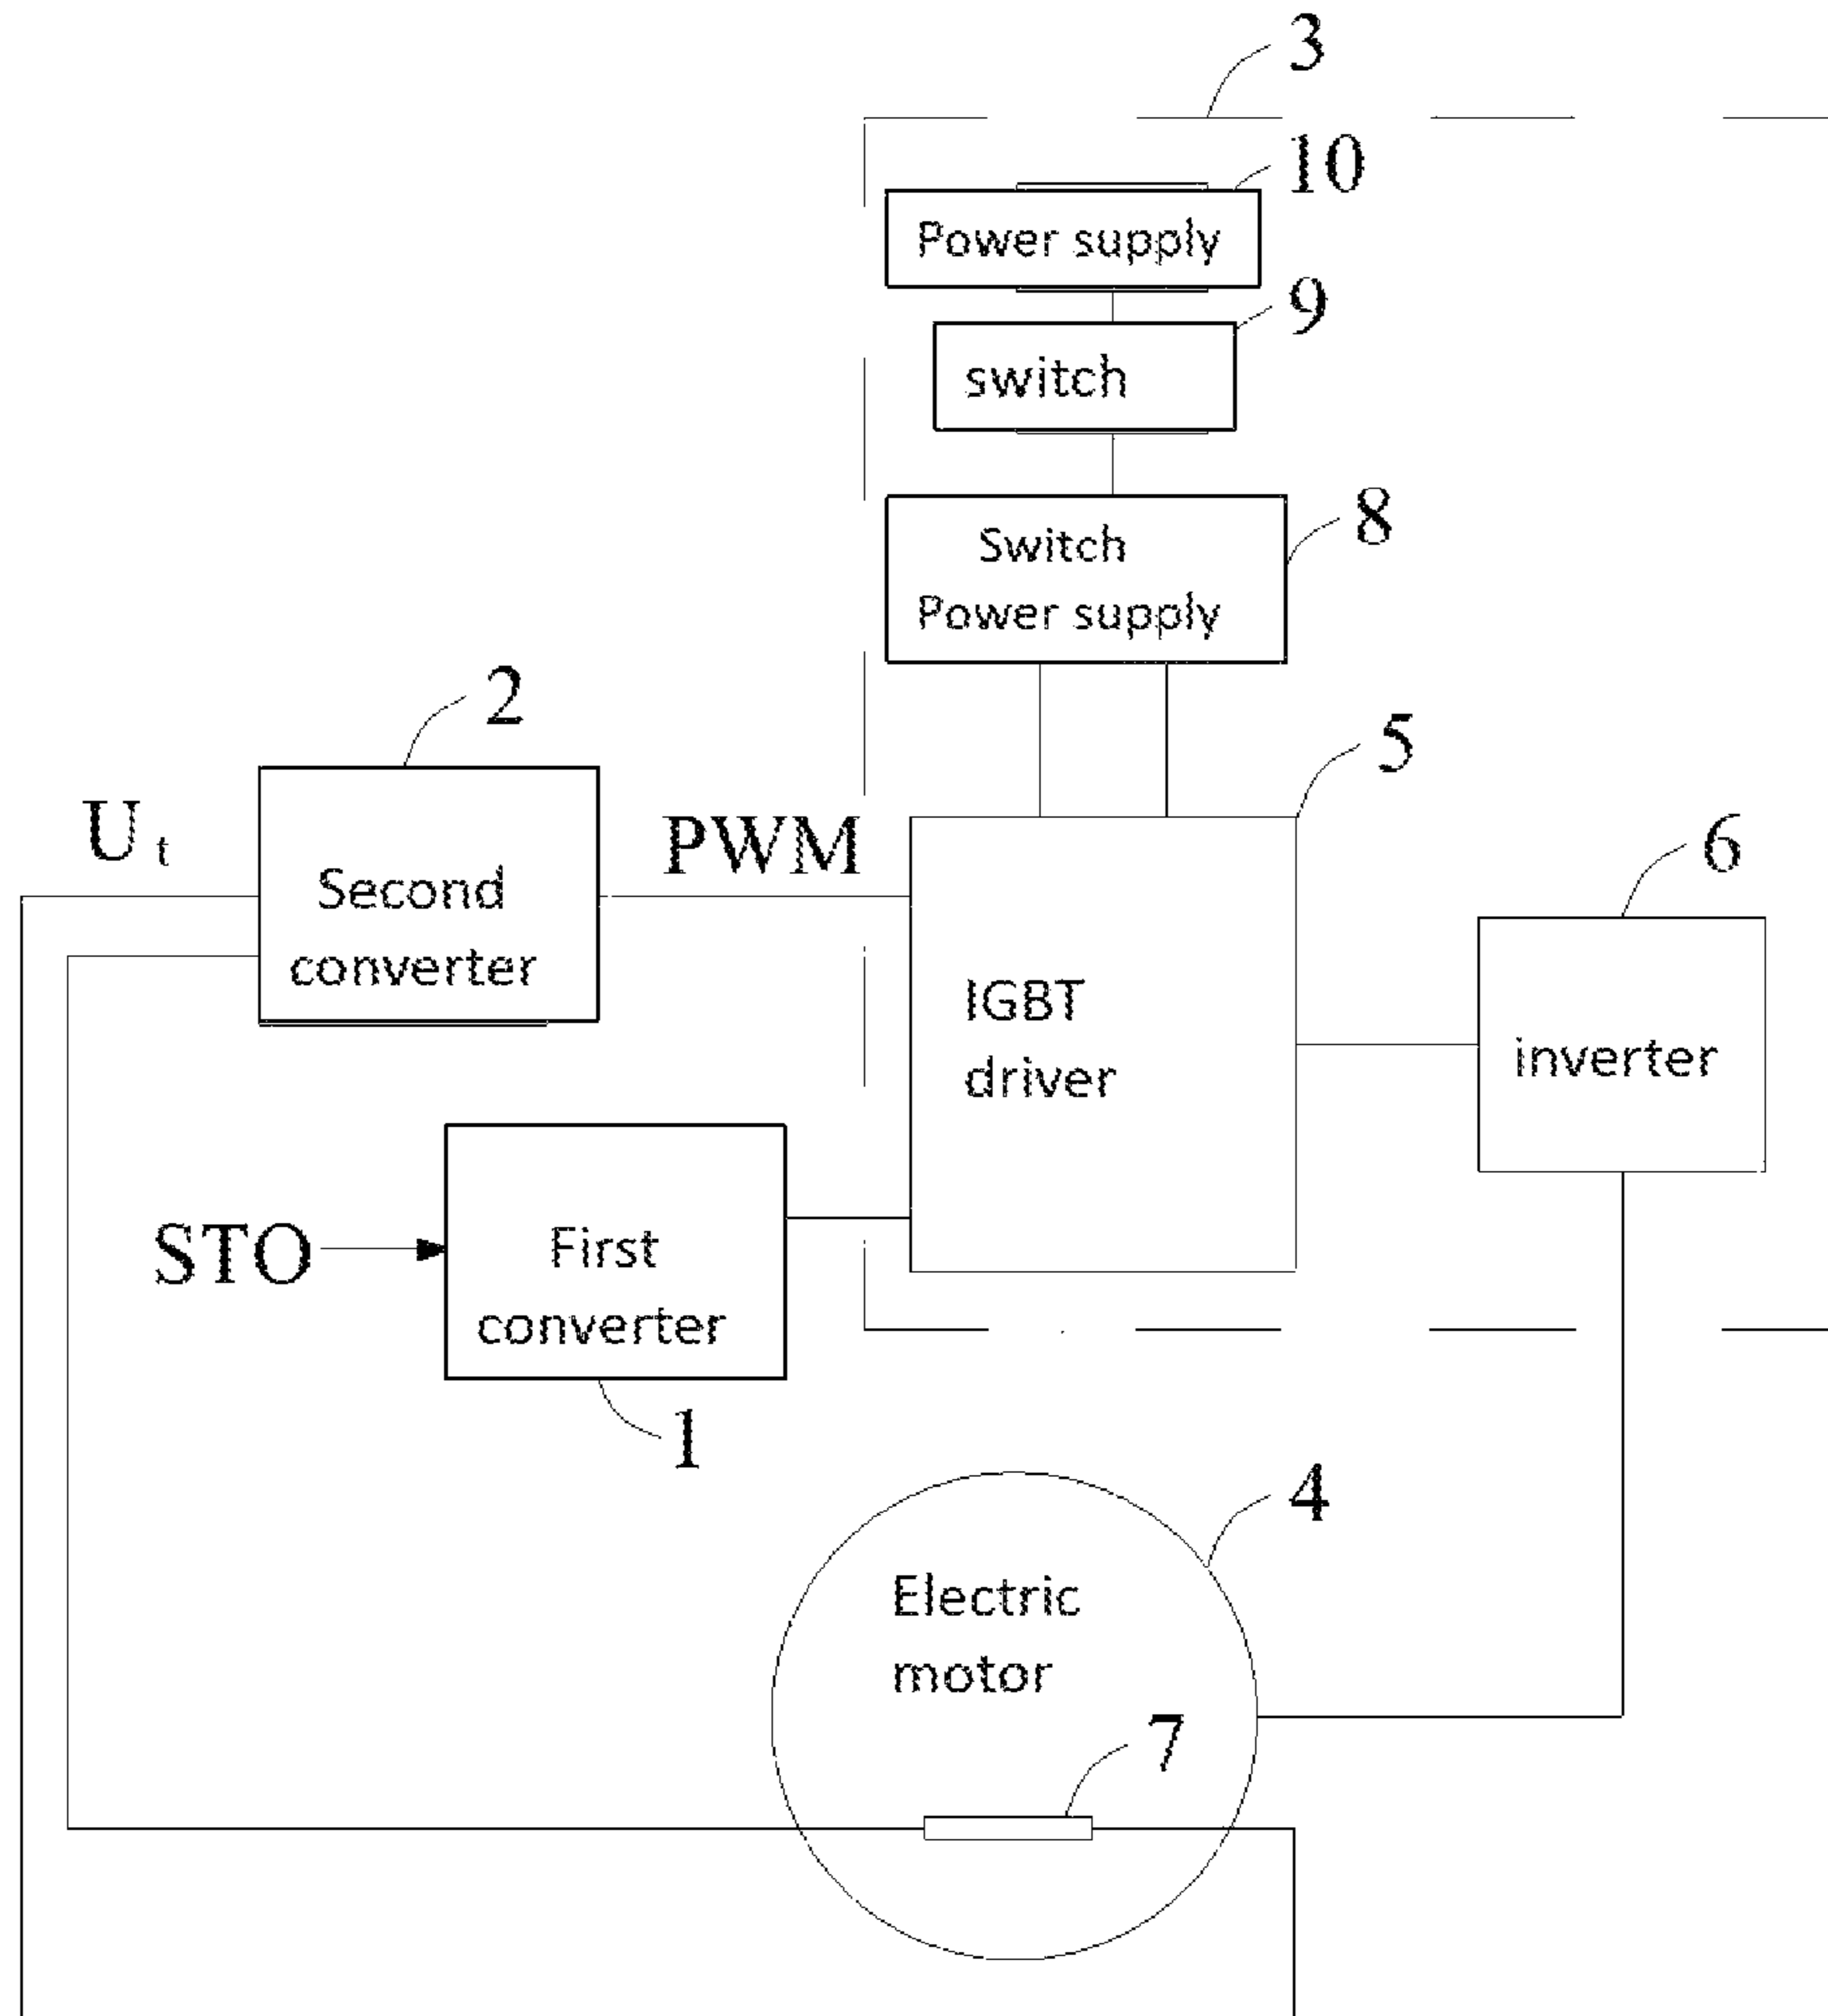 3
10
Power supply
9
switch
8
Switch
Power supply
2
5
U t
PWM
6
Second
converter
IGBT
driver
inverter
STO
First
converter
1
4
Electric
motor
7